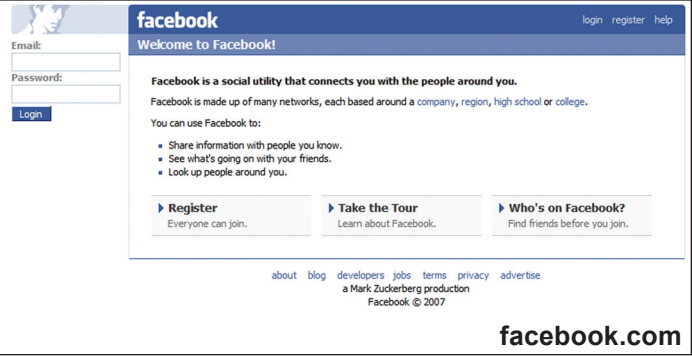 facebook
login register help
Email:
Password:
Login
Welcome to Facebook!
Facebook is a social utility that connects you with the people around you.
Facebook is made up of many networks, each based around a company, region, high school or college.
You can use Facebook to:
Share information with people you know.
See what's going on with your friends.
Look up people around you.
Register
Everyone can join.
Take the Tour
Learn about Facebook.
Who's on Facebook?
Find friends before you join.
about blog developers jobs terms privacy advertise
a Mark Zuckerberg production
Facebook © 2007
facebook.com